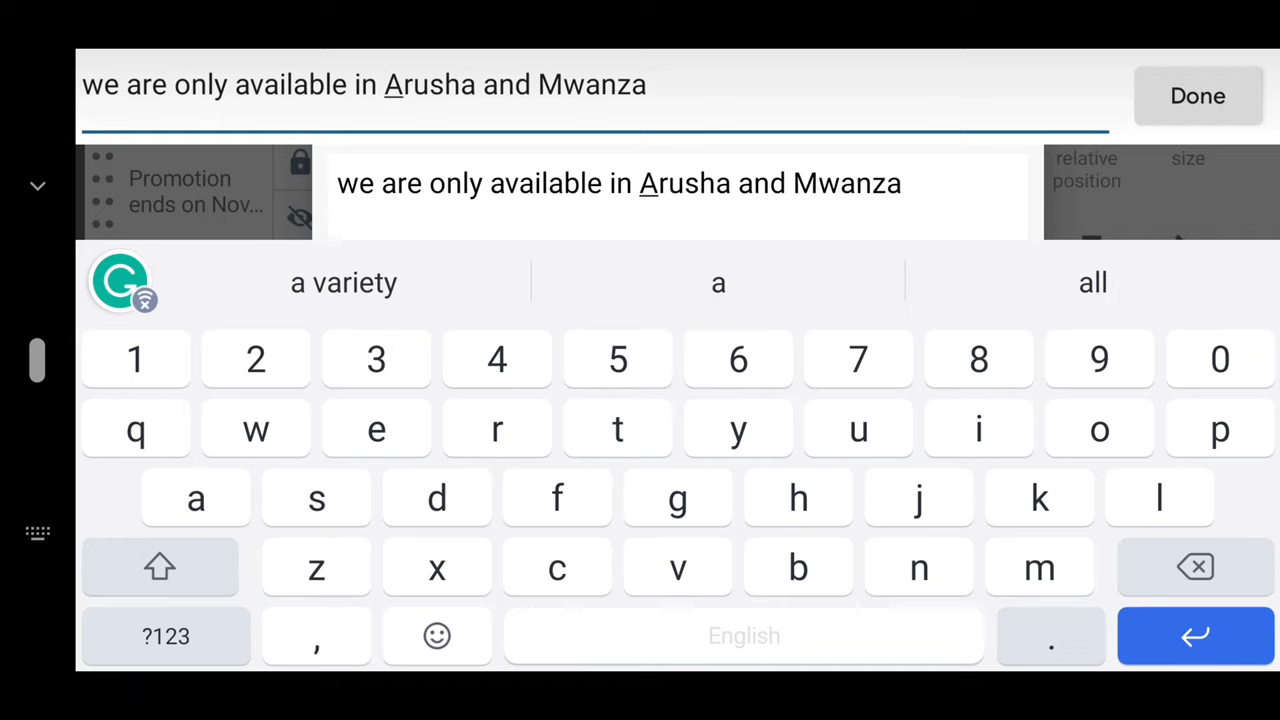 we are only available in Arusha and Mwanza
Done
Promotion
ends on Nov...
we are only available in Arusha and Mwanza
relative
position
size
a variety
a
all
1 2 3 4 5 6 7 8 9 0
q w e r t y u i o p
a s d f g h j k l
z x c v b n m
?123 , English .